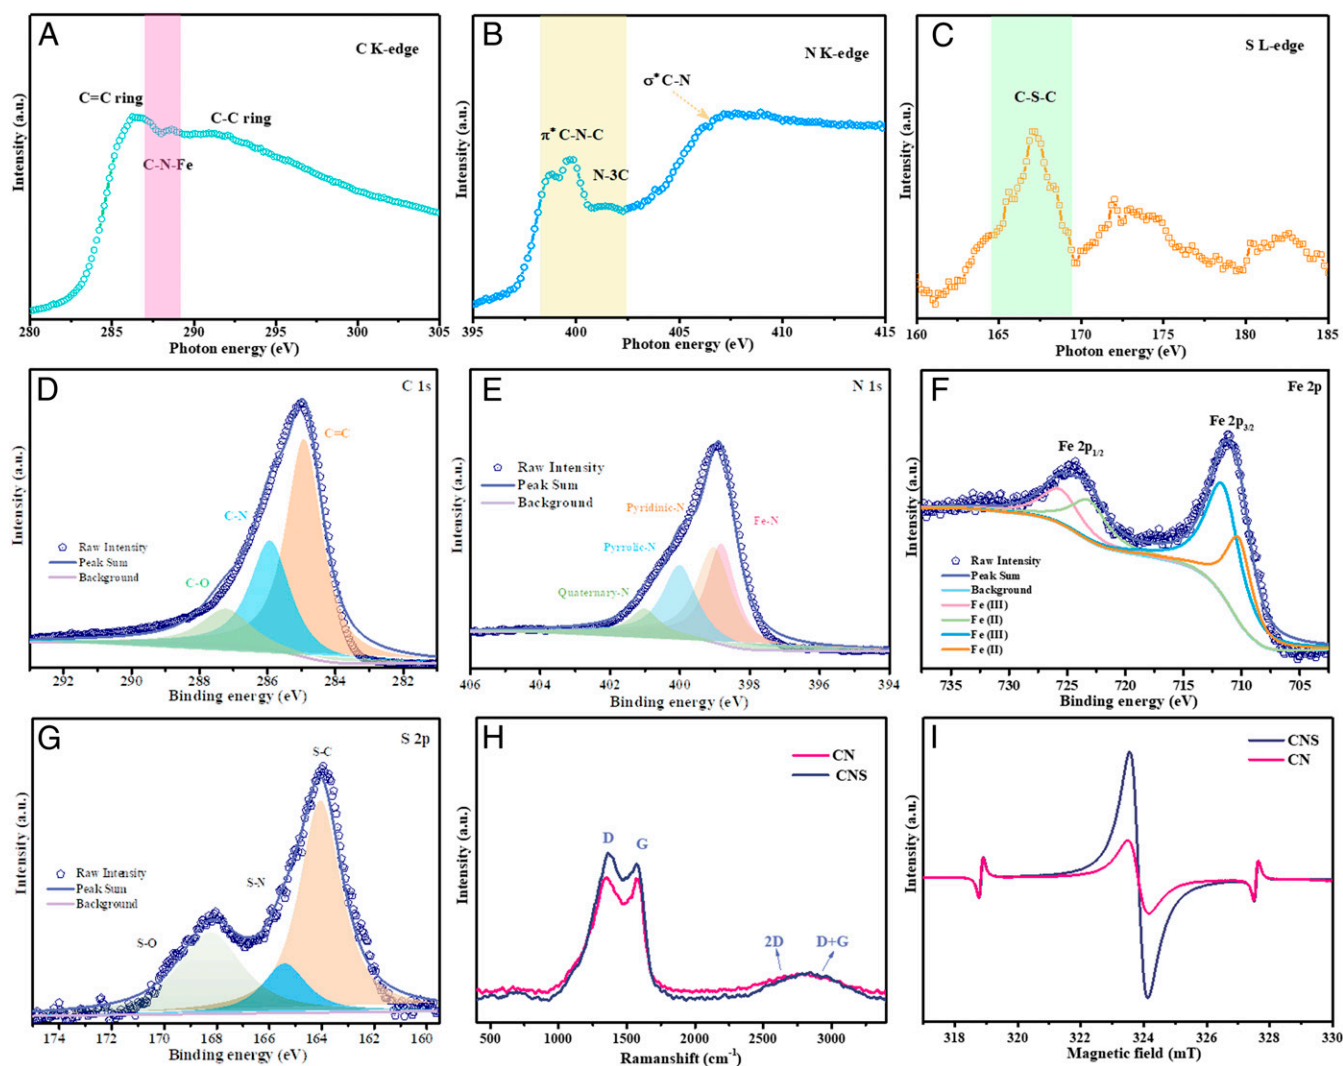 A
C K-edge
C=C ring
C-C ring
C-N-Fe
Intensity (a.u.)
280 285 290 295 300 305
Photon energy (eV)
B
N K-edge
σ*C-N
π*C-N-C
N-3C
Intensity (a.u.)
395 400 405 410 415
Photon energy (eV)
C
S L-edge
C-S-C
Intensity (a.u.)
160 165 170 175 180 185
Photon energy (eV)
D
C 1s
C=C
C-N
C-O
Raw Intensity
Peak Sum
Background
Intensity (a.u.)
292 290 288 286 284 282
Binding energy (eV)
E
N 1s
Raw Intensity
Peak Sum
Background
Pyridinic-N
Fe-N
Pyrrolic-N
Quaternary-N
Intensity (a.u.)
406 404 402 400 398 396 394
Binding energy (eV)
F
Fe 2p
Fe 2p3/2
Fe 2p1/2
Raw Intensity
Peak Sum
Background
Fe (III)
Fe (II)
Fe (III)
Fe (II)
Intensity (a.u.)
735 730 725 720 715 710 705
Binding energy (eV)
G
S 2p
S-C
S-N
S-O
Raw Intensity
Peak Sum
Background
Intensity (a.u.)
174 172 170 168 166 164 162 160
Binding energy (eV)
H
CN
CNS
D
G
2D
D+G
Intensity (a.u.)
500 1000 1500 2000 2500 3000
Ramanshift (cm-1)
I
CNS
CN
Intensity (a.u.)
318 320 322 324 326 328 330
Magnetic field (mT)